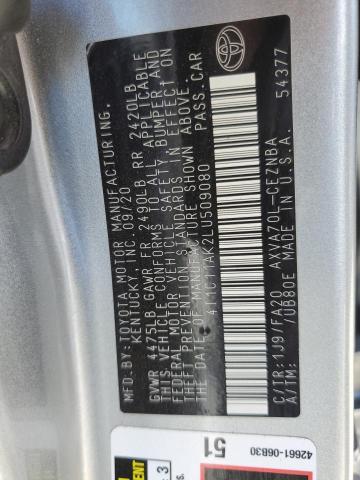 MFD.BY:TOYOTA MOTOR MANUFACTURING,
KENTUCKY, INC. 09/20
GVWR 4475LB GAWR FR 2490LB RR 2420LB
THIS VEHICLE CONFORMS TO ALL APPLICABLE
FEDERAL MOTOR VEHICLE SAFETY, BUMPER, AND
THEFT PREVENTION STANDARDS IN EFFECT ON
THE DATE OF MANUFACTURE SHOWN ABOVE.
4T1C11AK2LU509080 PASS.CAR
C/TR:1J9/FA20 AXVA70L-CEZNBA
A/TM: /UB80E MADE IN U.S.A. 54377
42661-06B30
51
3